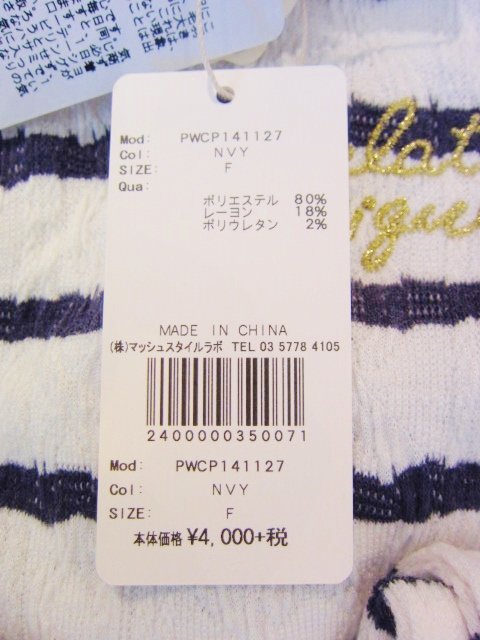 Mod: PWCP141127
Col: NVY
SIZE: F
Qua:
ポリエステル 80%
レーヨン 18%
ポリウレタン 2%
MADE IN CHINA
(株)マッシュスタイルラボ TEL 03 5778 4105
2400000350071
Mod: PWCP141127
Col: NVY
SIZE: F
本体価格 ¥4,000+税